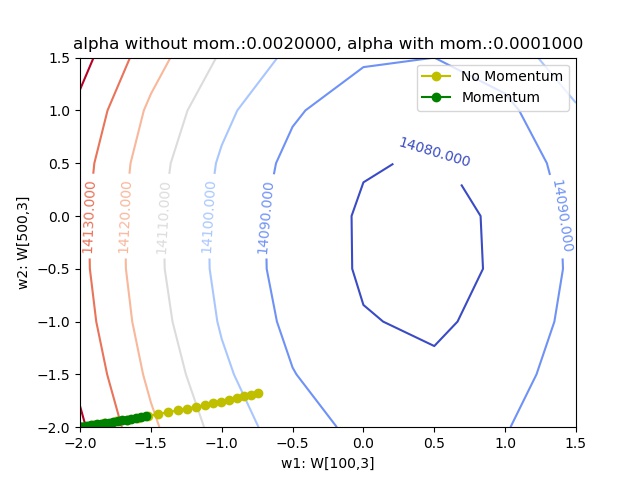 alpha without mom.:0.0020000, alpha with mom.:0.0001000
No Momentum
Momentum
14080.000
14130.000
14120.000
14110.000
14100.000
14090.000
14090.000
1.5
1.0
0.5
0.0
−0.5
−1.0
−1.5
−2.0
w2: W[500,3]
−2.0 −1.5 −1.0 −0.5 0.0 0.5 1.0 1.5
w1: W[100,3]